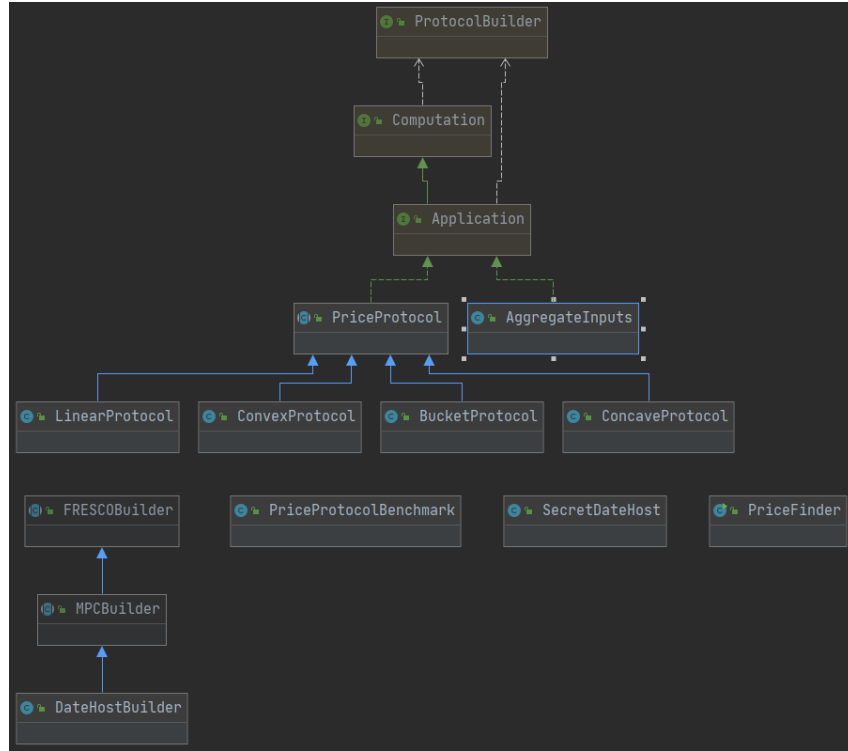 ProtocolBuilder
Computation
Application
PriceProtocol
AggregateInputs
LinearProtocol
ConvexProtocol
BucketProtocol
ConcaveProtocol
FRESCOBuilder
PriceProtocolBenchmark
SecretDateHost
PriceFinder
MPCBuilder
DateHostBuilder